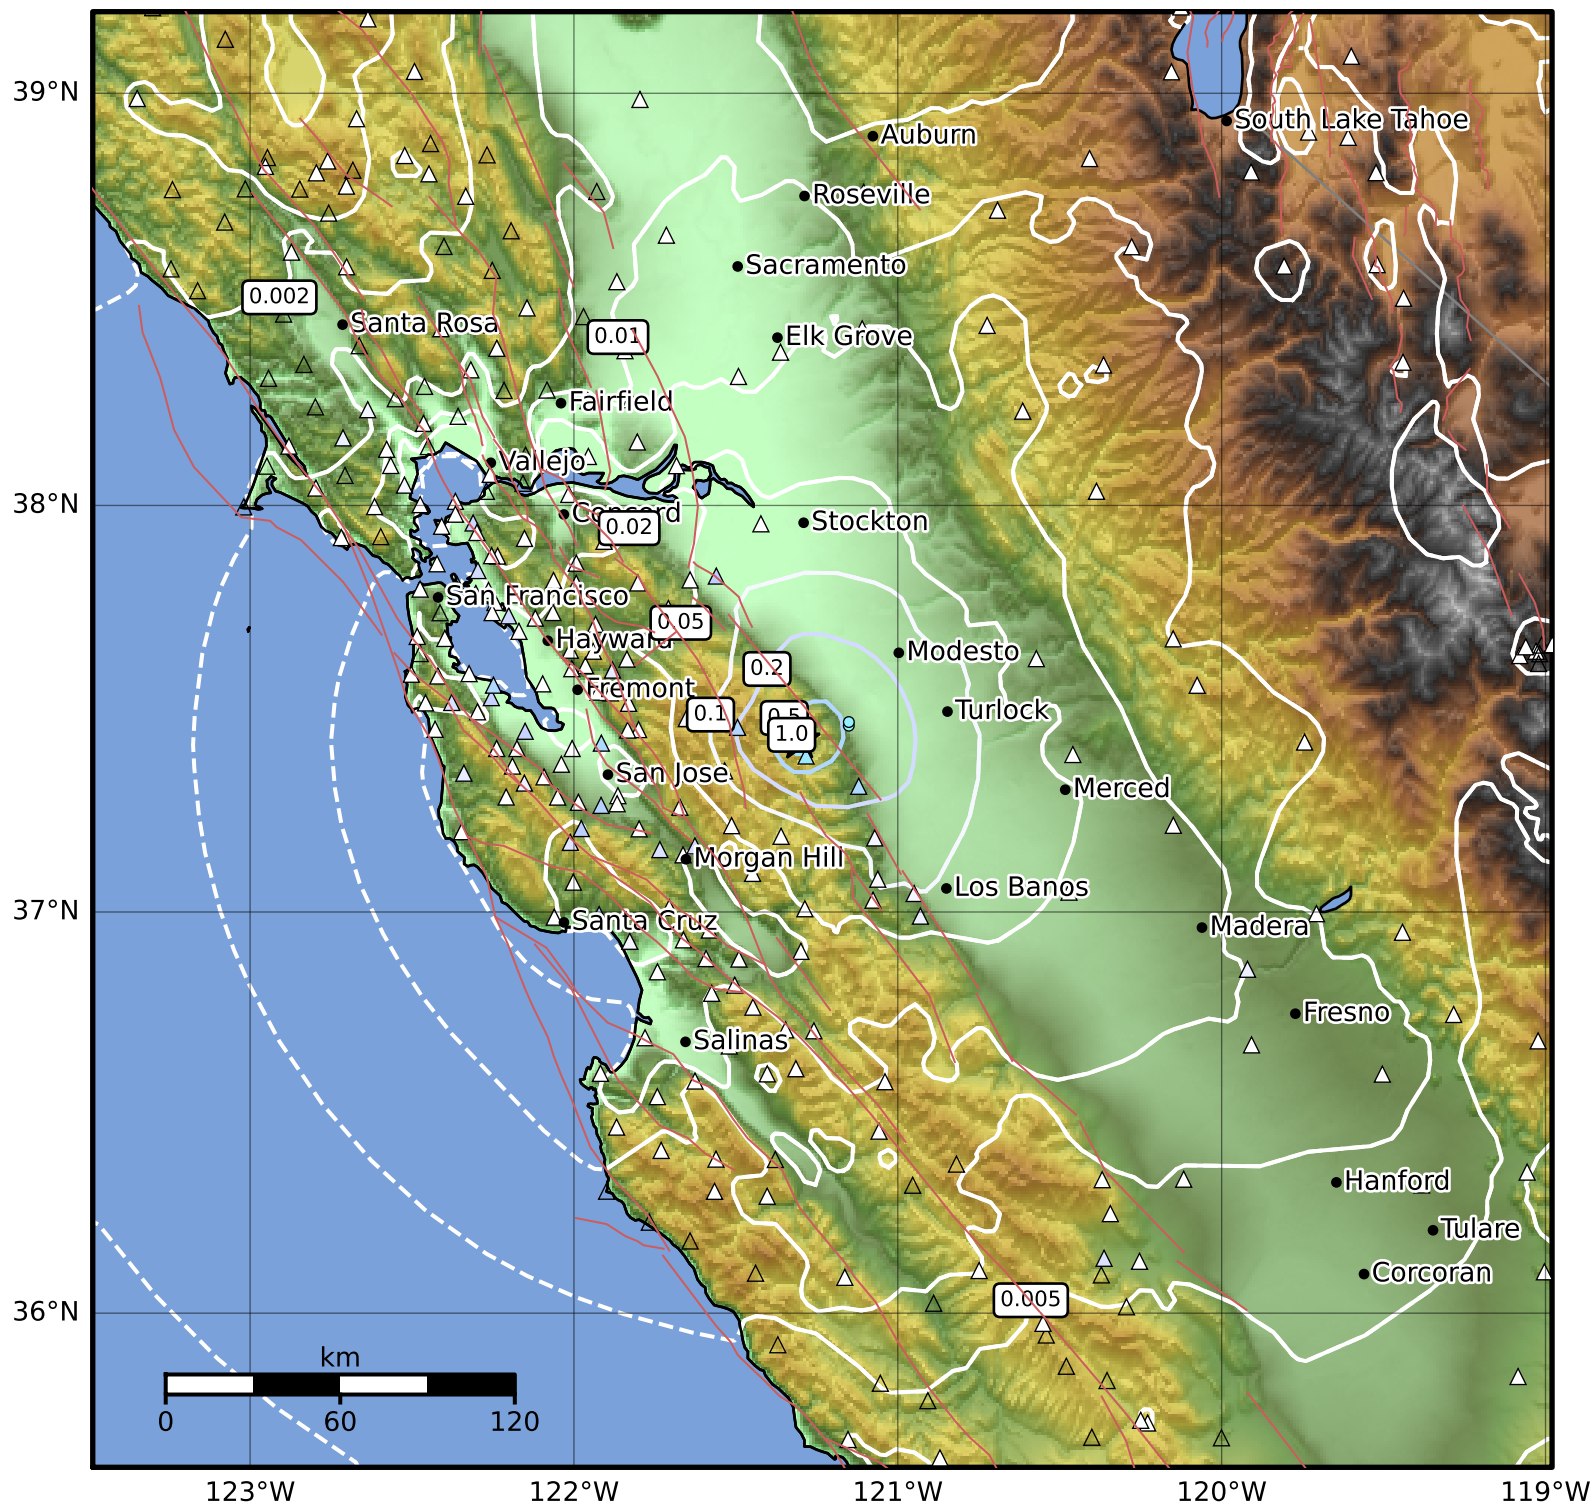 39°N
South Lake Tahoe
Auburn
Roseville
Sacramento
0.002
Santa Rosa
0.01
Elk Grove
Fairfield
Vallejo
38°N
Concord
0.02
Stockton
San Francisco
0.05
Hayward
Modesto
0.2
Fremont
0.1
0.5
Turlock
1.0
San Jose
Merced
Morgan Hill
Los Banos
37°N
Santa Cruz
Madera
Fresno
Salinas
Hanford
Tulare
Corcoran
0.005
36°N
km
0 60 120
123°W 122°W 121°W 120°W 119°W